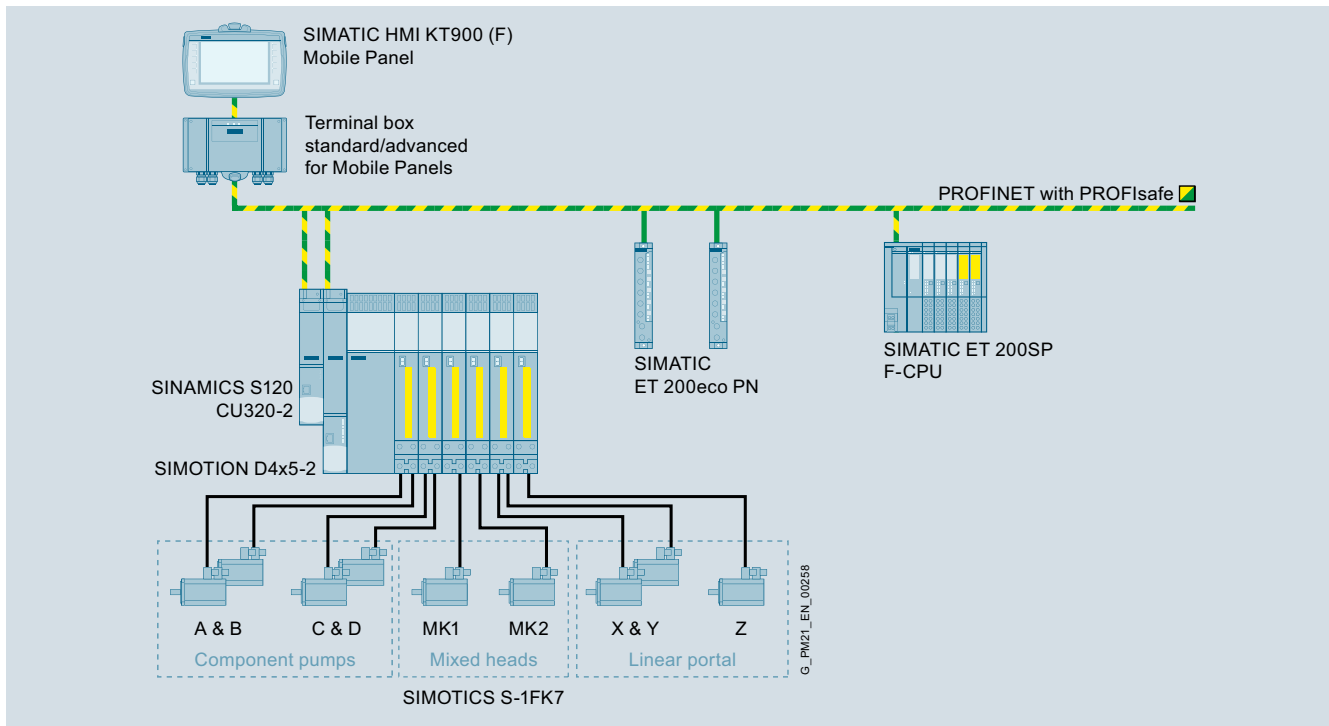 SIMATIC HMI KT900 (F)
Mobile Panel
Terminal box
standard/advanced
for Mobile Panels
PROFINET with PROFIsafe
SIMATIC
ET 200eco PN
SIMATIC ET 200SP
F-CPU
SINAMICS S120
CU320-2
SIMOTION D4x5-2
A & B
C & D
MK1
MK2
X & Y
Z
Component pumps
Mixed heads
Linear portal
SIMOTICS S-1FK7
G_PM21_EN_00258